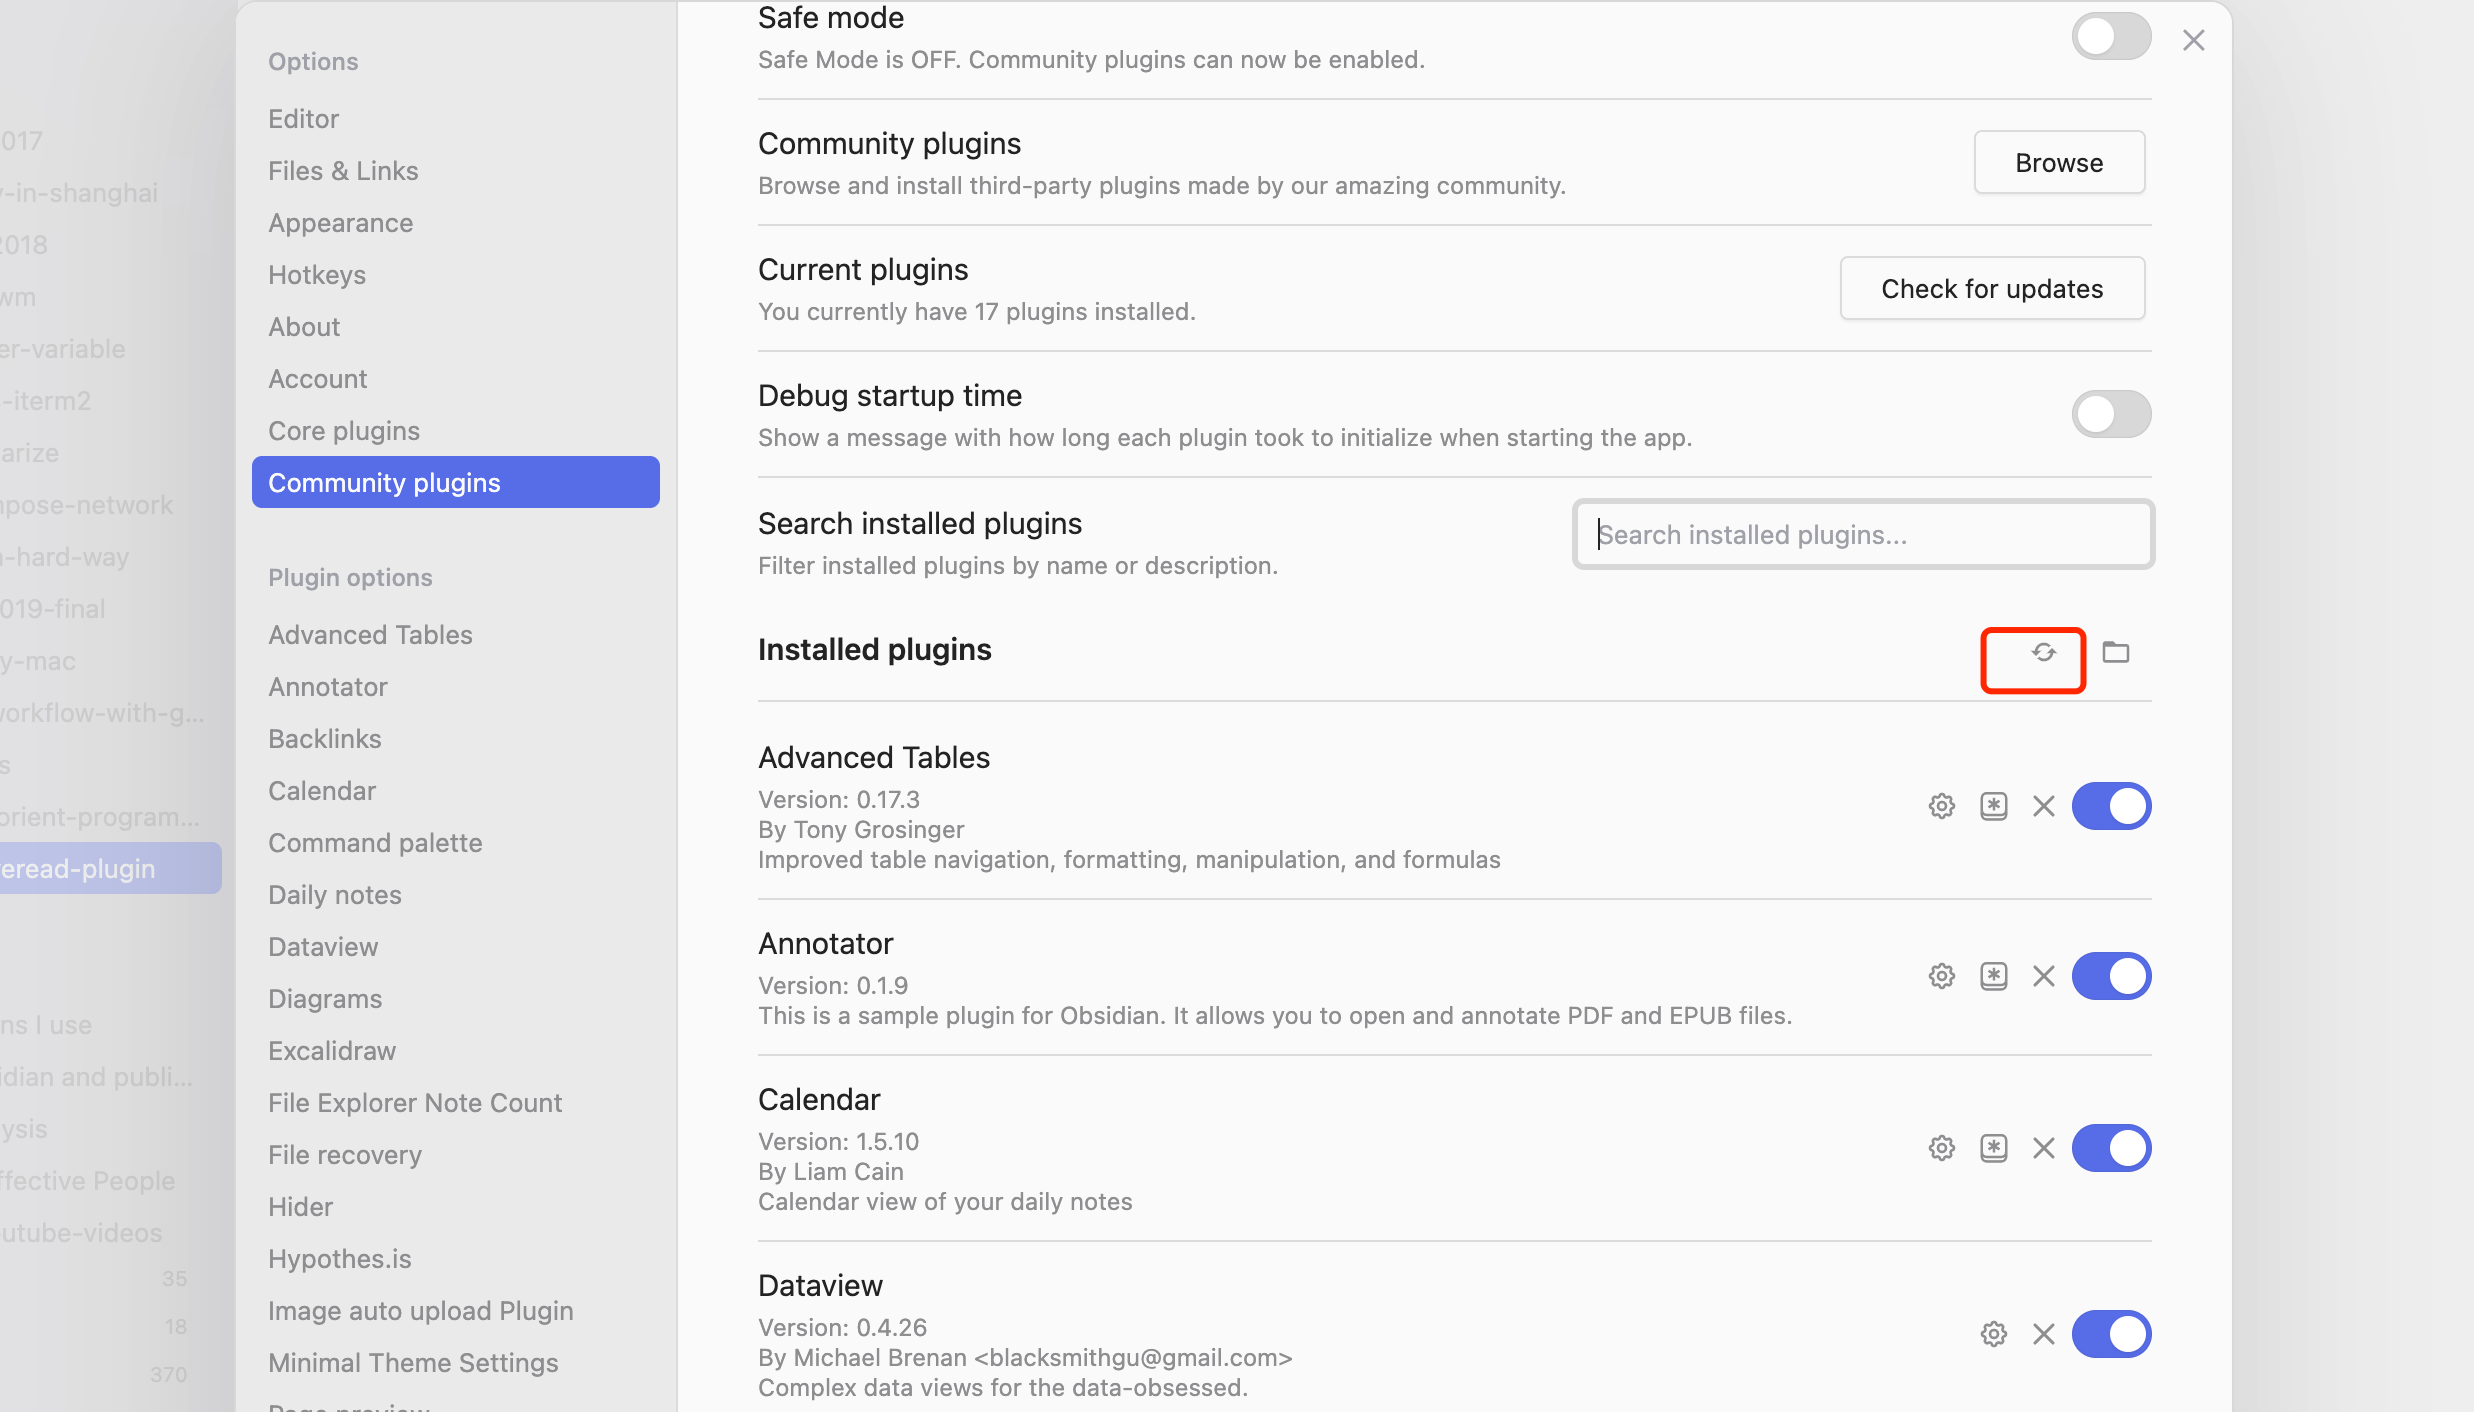 017
y-in-shanghai
2018
wm
er-variable
-iterm2
arize
mpose-network
n-hard-way
019-final
y-mac
workflow-with-g...
s
orient-program...
eread-plugin
ns I use
idian and publi...
ysis
ffective People
outube-videos
35
18
370
Options
Editor
Files & Links
Appearance
Hotkeys
About
Account
Core plugins
Community plugins
Plugin options
Advanced Tables
Annotator
Backlinks
Calendar
Command palette
Daily notes
Dataview
Diagrams
Excalidraw
File Explorer Note Count
File recovery
Hider
Hypothes.is
Image auto upload Plugin
Minimal Theme Settings
Page preview
Safe mode
Safe Mode is OFF. Community plugins can now be enabled.
Community plugins
Browse and install third-party plugins made by our amazing community.
Browse
Current plugins
You currently have 17 plugins installed.
Check for updates
Debug startup time
Show a message with how long each plugin took to initialize when starting the app.
Search installed plugins
Filter installed plugins by name or description.
Search installed plugins...
Installed plugins
Advanced Tables
Version: 0.17.3
By Tony Grosinger
Improved table navigation, formatting, manipulation, and formulas
Annotator
Version: 0.1.9
This is a sample plugin for Obsidian. It allows you to open and annotate PDF and EPUB files.
Calendar
Version: 1.5.10
By Liam Cain
Calendar view of your daily notes
Dataview
Version: 0.4.26
By Michael Brenan <blacksmithgu@gmail.com>
Complex data views for the data-obsessed.